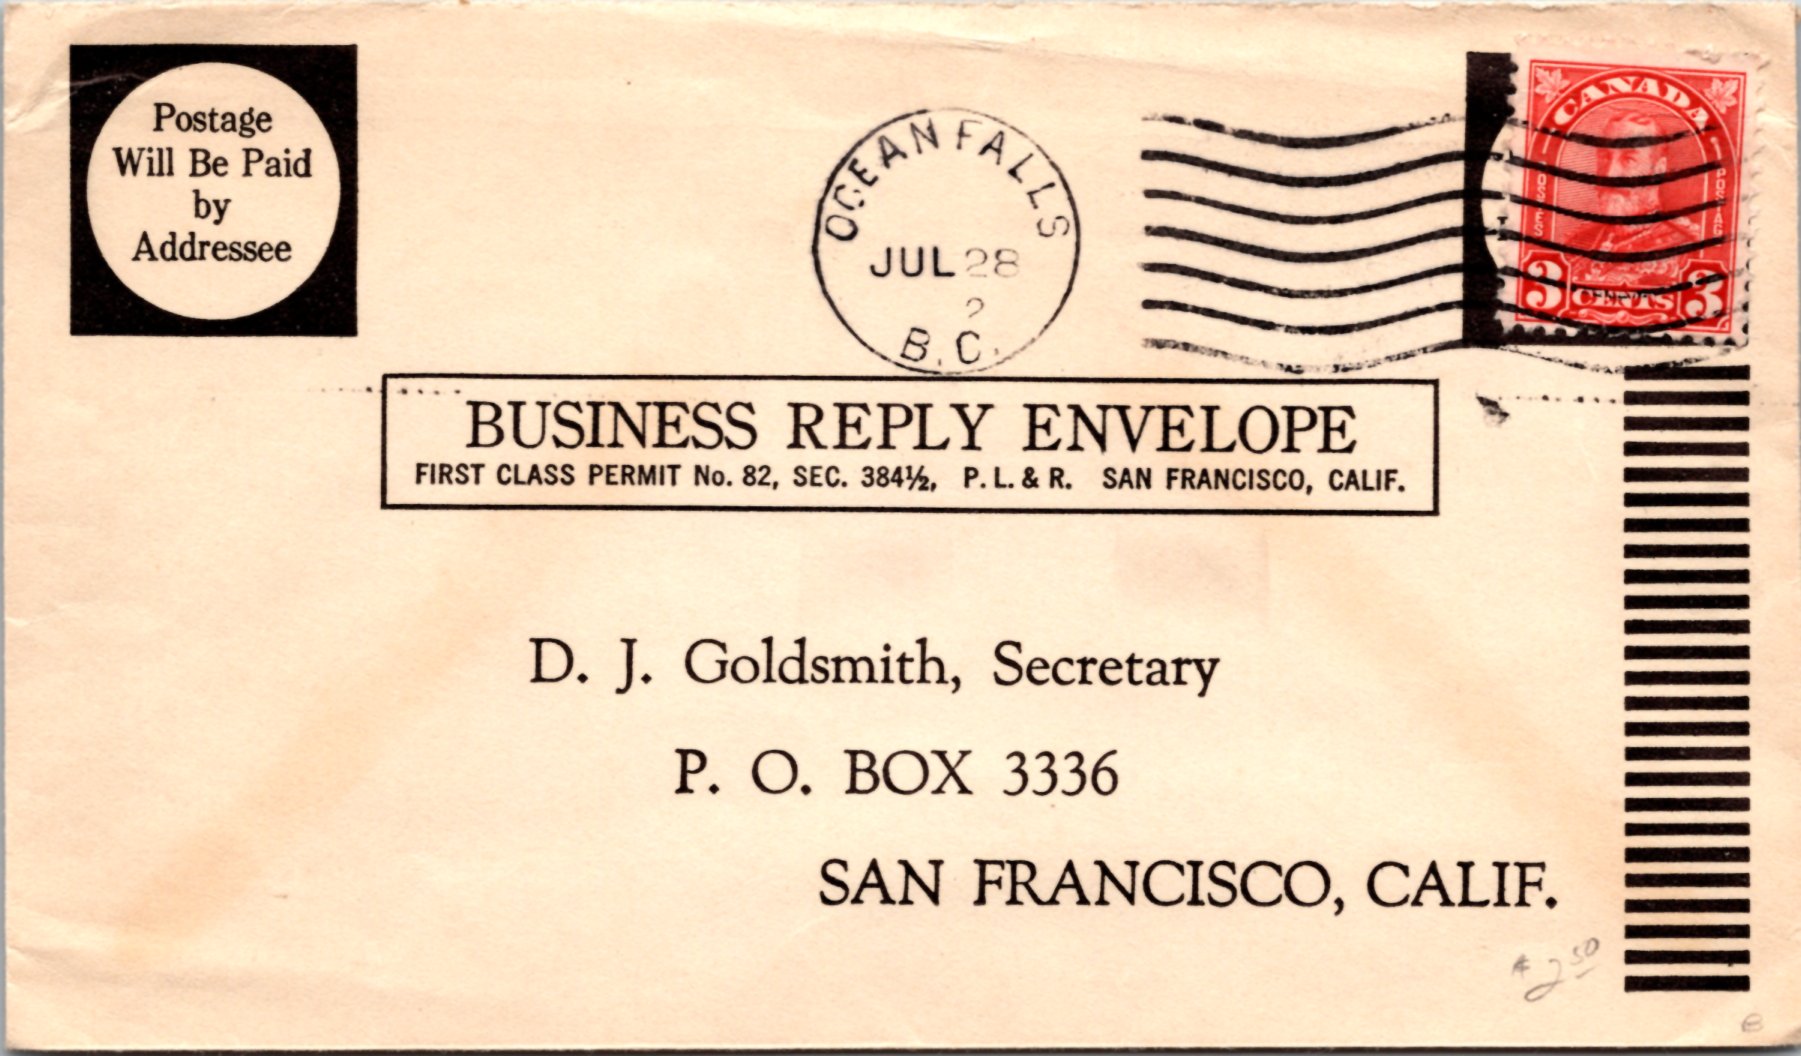 Postage
Will Be Paid
by
Addressee
OCEAN FALLS
JUL 28
2
B.C.
CANADA
POSTES
POSTAGE
3 CENTS 3
BUSINESS REPLY ENVELOPE
FIRST CLASS PERMIT No. 82, SEC. 384½, P. L. & R. SAN FRANCISCO, CALIF.
D. J. Goldsmith, Secretary
P. O. BOX 3336
SAN FRANCISCO, CALIF.
$2.50